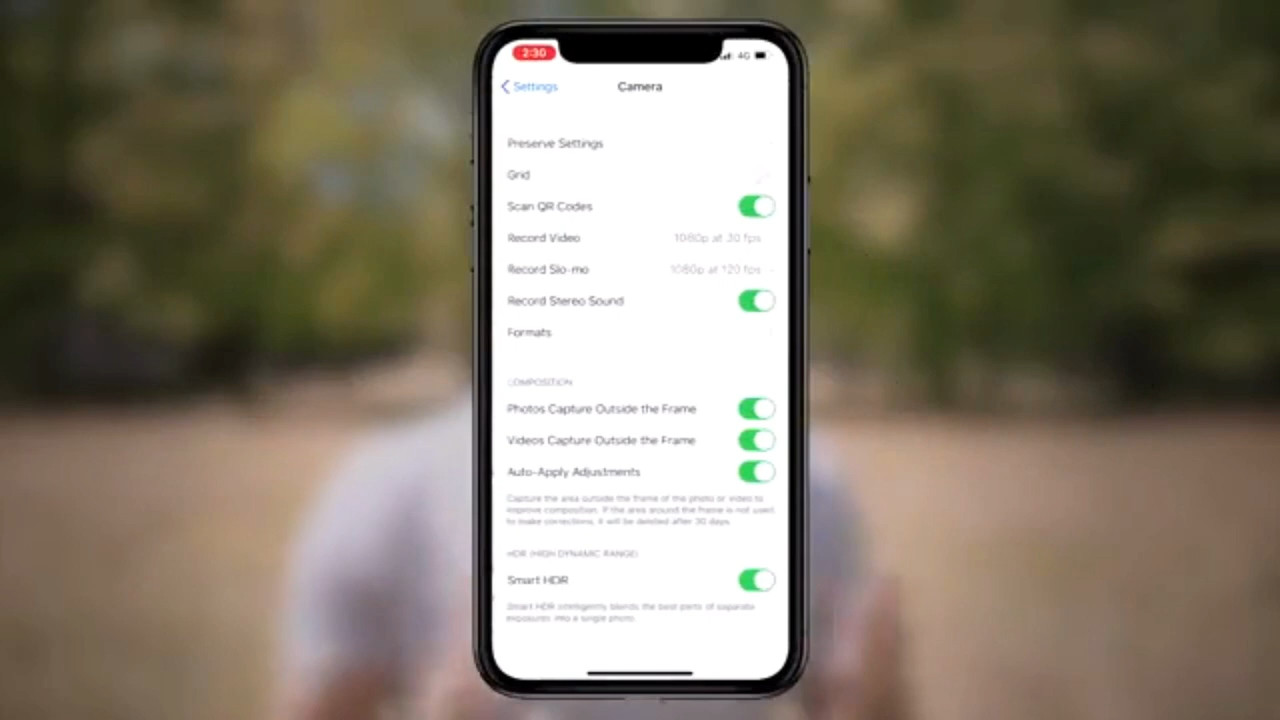 2:30
4G
Settings
Camera
Preserve Settings
Grid
Scan QR Codes
Record Video 1080p at 30 fps
Record Slo-mo 1080p at 120 fps
Record Stereo Sound
Formats
COMPOSITION
Photos Capture Outside the Frame
Videos Capture Outside the Frame
Auto-Apply Adjustments
Capture the area outside the frame of the photo or video to
improve composition. If the area around the frame is not used
to make corrections, it will be deleted after 30 days.
HDR (HIGH DYNAMIC RANGE)
Smart HDR
Smart HDR intelligently blends the best parts of separate
exposures into a single photo.